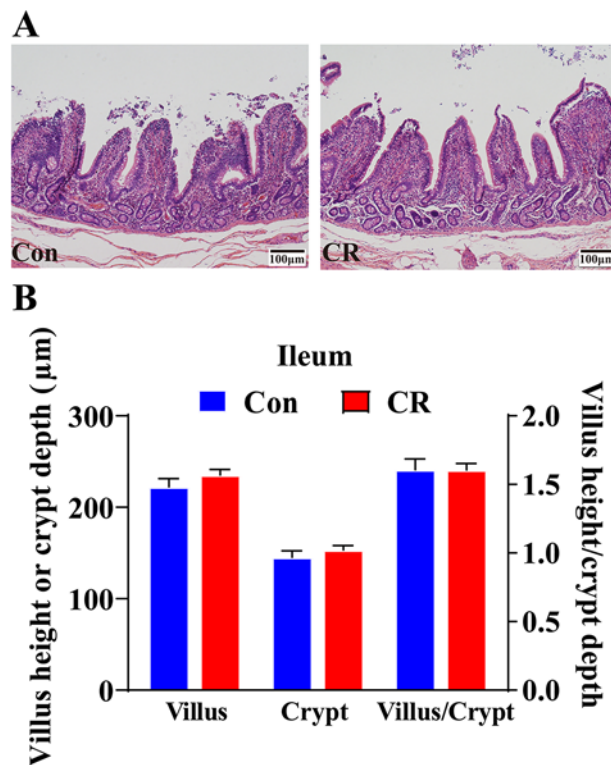 A
Con
100μm
CR
100μm
B
Ileum
Con
CR
Villus height or crypt depth (μm)
300
200
100
0
Villus height/crypt depth
2.0
1.5
1.0
0.5
0.0
Villus
Crypt
Villus/Crypt